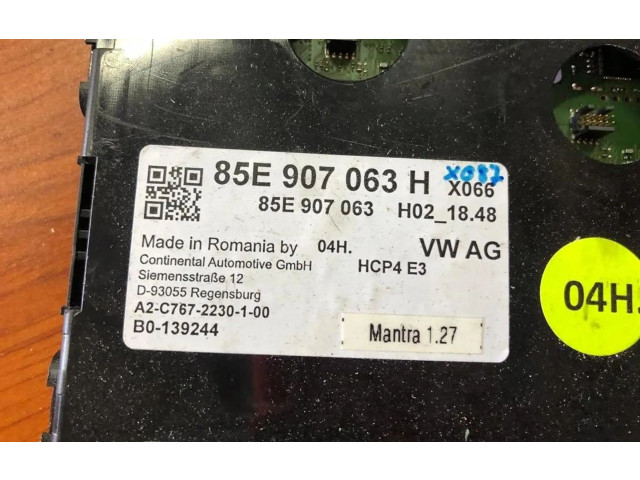 85E 907 063 H X087
X066
85E 907 063 H02_18.48
Made in Romania by 04H. VW AG
Continental Automotive GmbH HCP4 E3
Siemensstraße 12
D-93055 Regensburg
A2-C767-2230-1-00
B0-139244
Mantra 1.27